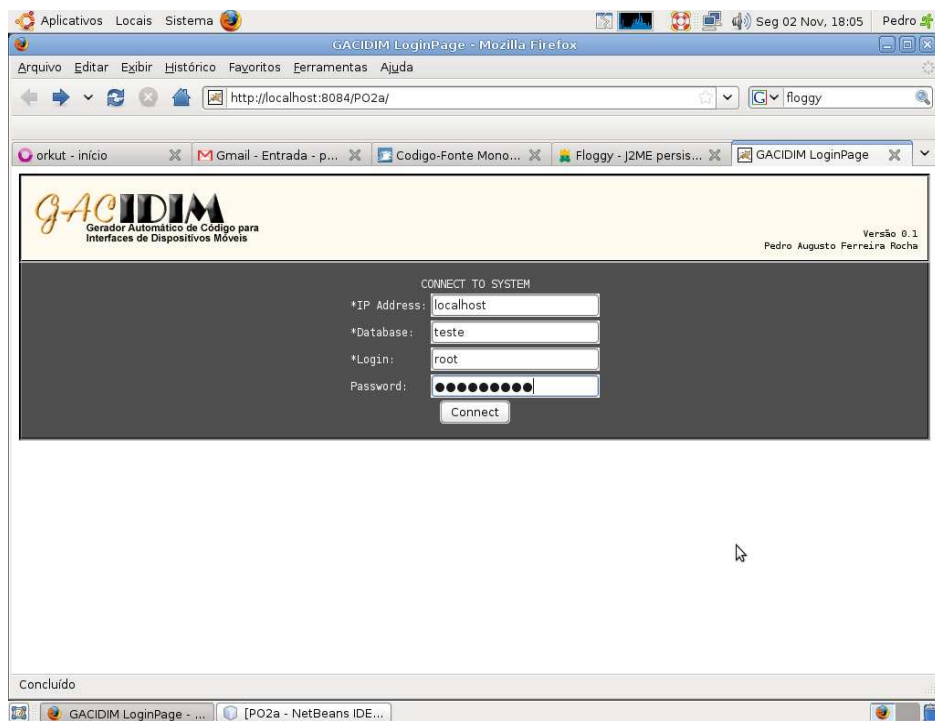 Aplicativos Locais Sistema Seg 02 Nov, 18:05 Pedro
GACIDIM LoginPage - Mozilla Firefox
Arquivo Editar Exibir Histórico Favoritos Ferramentas Ajuda
http://localhost:8084/PO2a/ G floggy
orkut - início Gmail - Entrada - p... Codigo-Fonte Mono... Floggy - J2ME persis... GACIDIM LoginPage
GACIDIM
Gerador Automático de Código para
Interfaces de Dispositivos Móveis
Versão 0.1
Pedro Augusto Ferreira Rocha
CONNECT TO SYSTEM
*IP Address: localhost
*Database: teste
*Login: root
Password: ●●●●●●●●●
Connect
Concluído
GACIDIM LoginPage - ... [PO2a - NetBeans IDE...